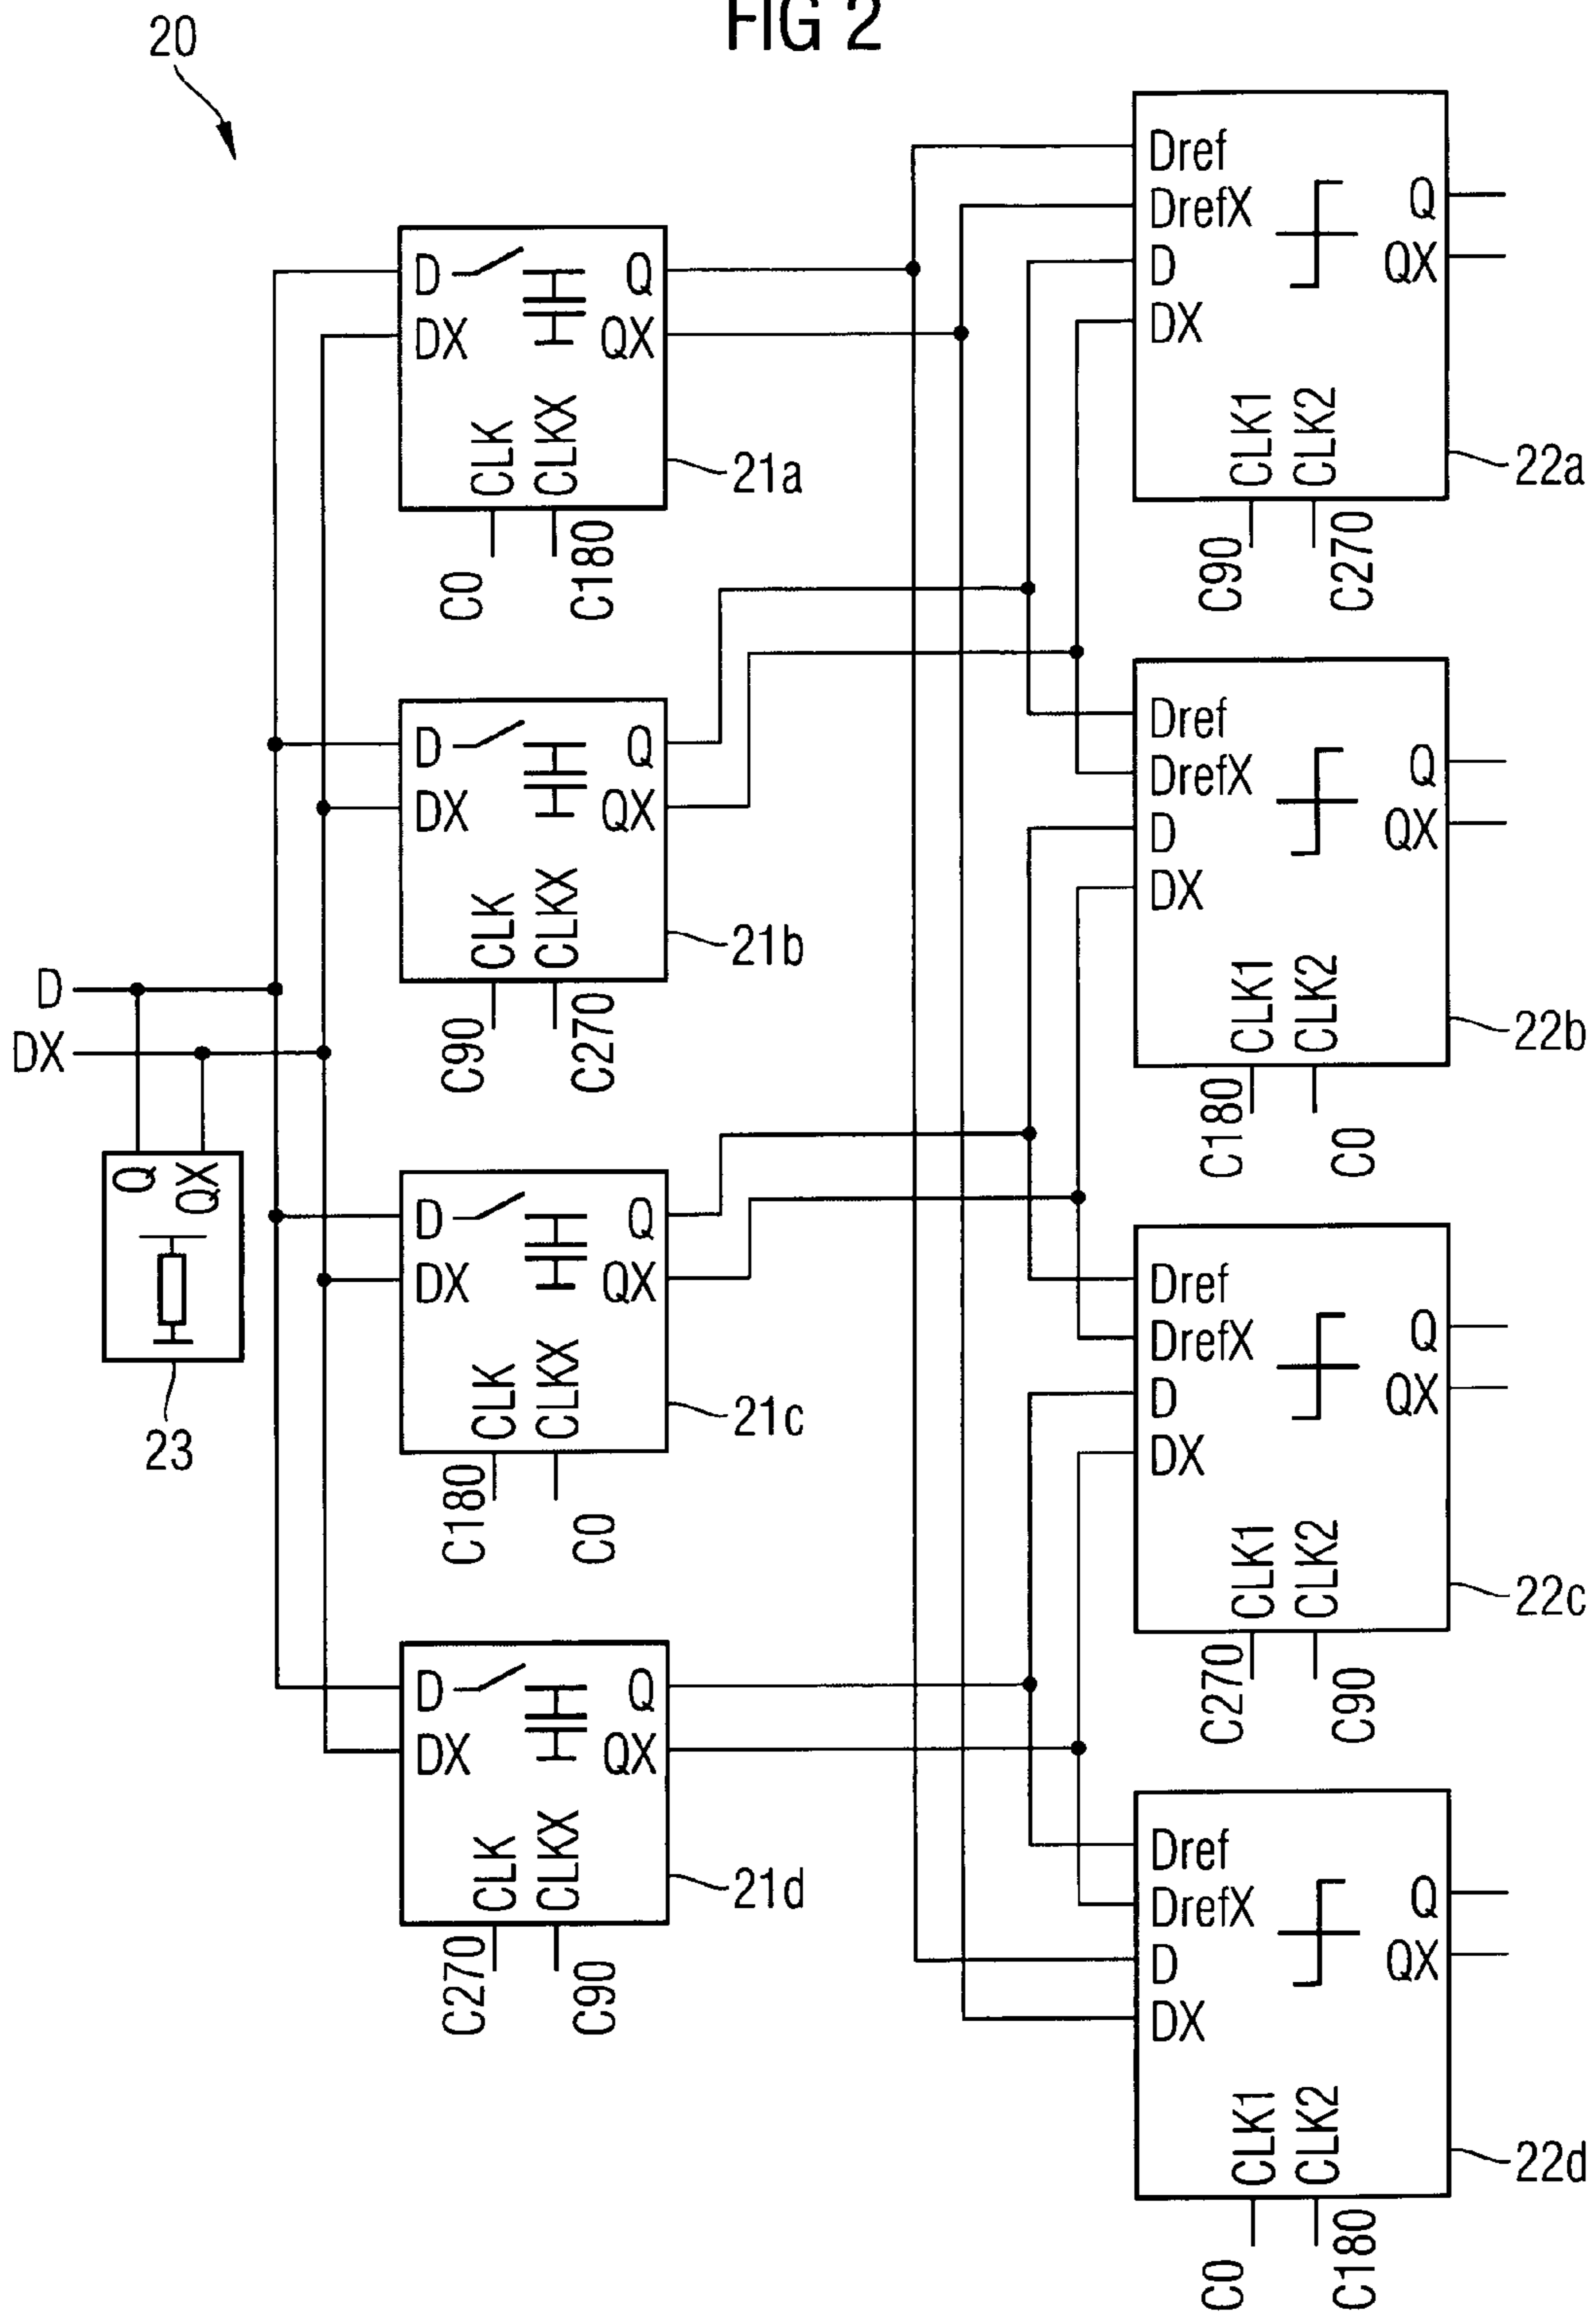 FIG 2
20
D
DX
Q
QX
23
D
Q
DX
QX
CLK
CLKX
21a
C0
C180
D
Q
DX
QX
CLK
CLKX
21b
C90
C270
D
Q
DX
QX
CLK
CLKX
21c
C180
C0
D
Q
DX
QX
CLK
CLKX
21d
C270
C90
Dref
DrefX
D
DX
Q
QX
CLK1
CLK2
22a
C90
C270
Dref
DrefX
D
DX
Q
QX
CLK1
CLK2
22b
C180
C0
Dref
DrefX
D
DX
Q
QX
CLK1
CLK2
22c
C270
C90
Dref
DrefX
D
DX
Q
QX
CLK1
CLK2
22d
C0
C180